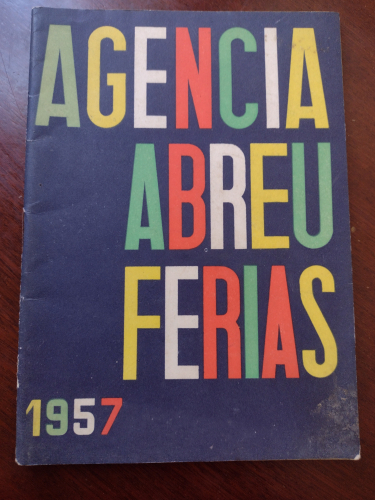 AGENCIA
ABREU
FERIAS
1957